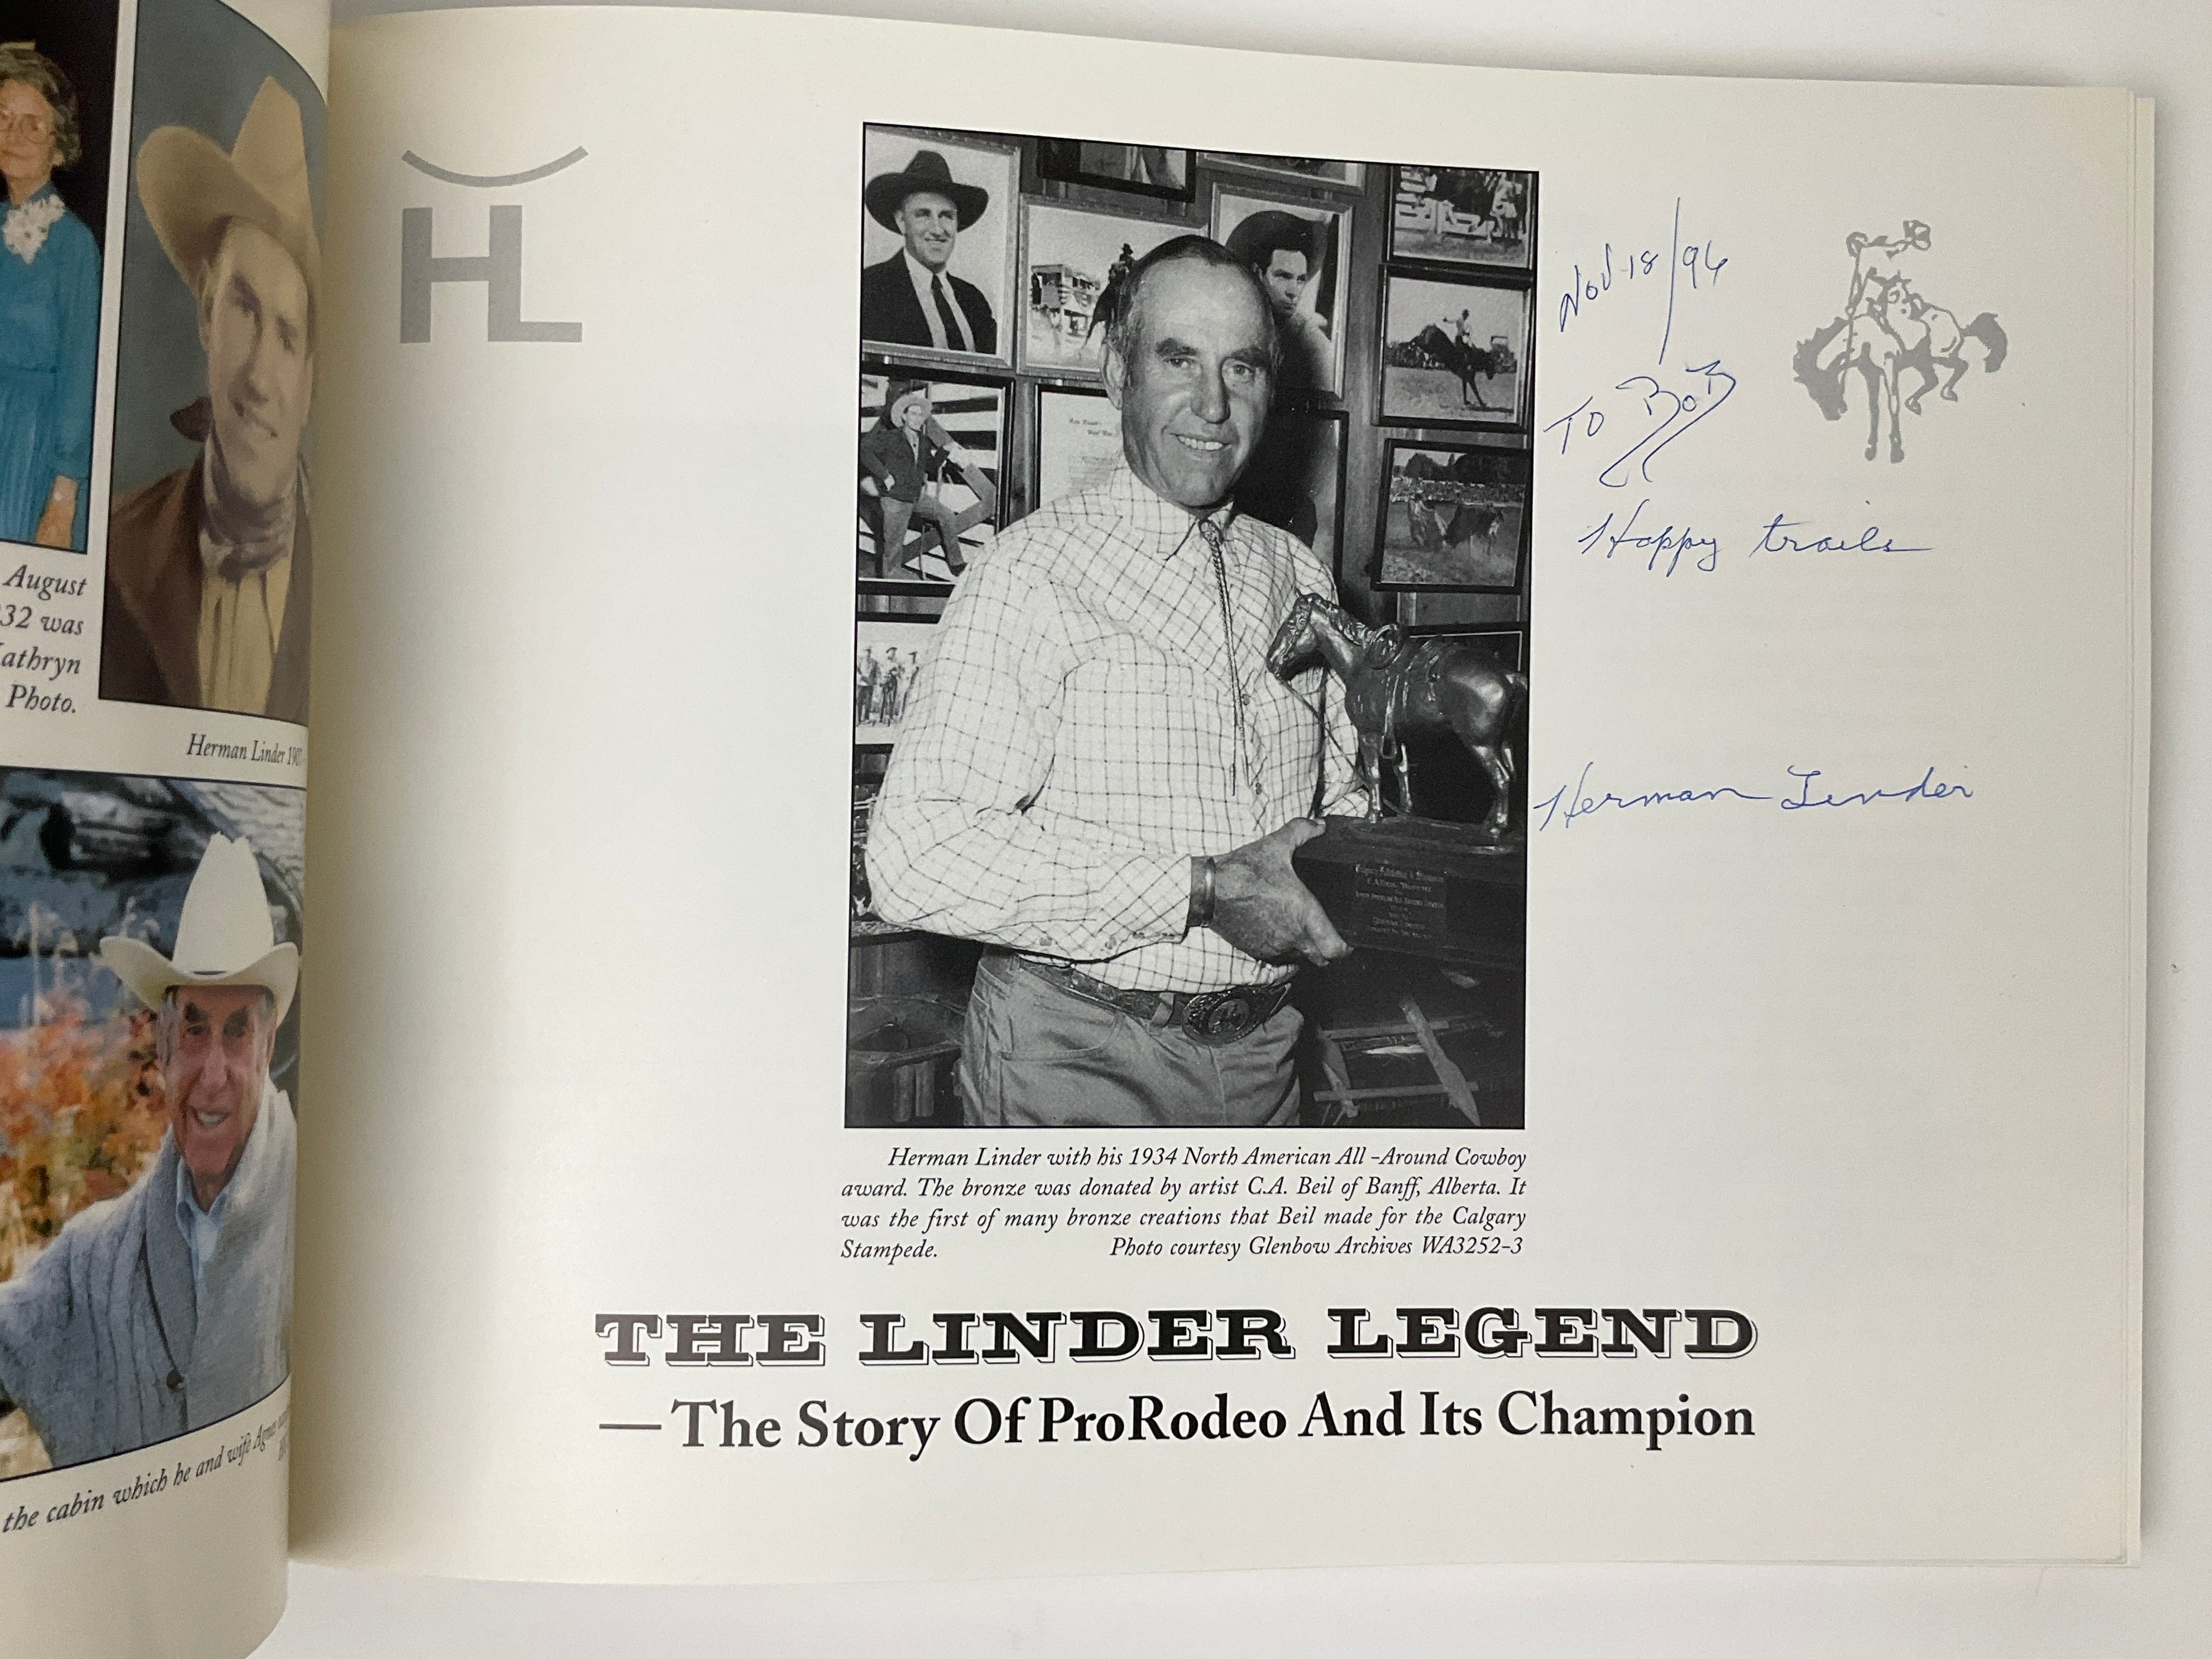 August
32 was
athryn
Photo.
Herman Linder 190
the cabin which he and wife Agnes
HL
Nov 18/96
To Bob
Happy trails
Herman Linder
Herman Linder with his 1934 North American All -Around Cowboy
award. The bronze was donated by artist C.A. Beil of Banff, Alberta. It
was the first of many bronze creations that Beil made for the Calgary
Stampede. Photo courtesy Glenbow Archives WA3252-3
THE LINDER LEGEND
—The Story Of ProRodeo And Its Champion